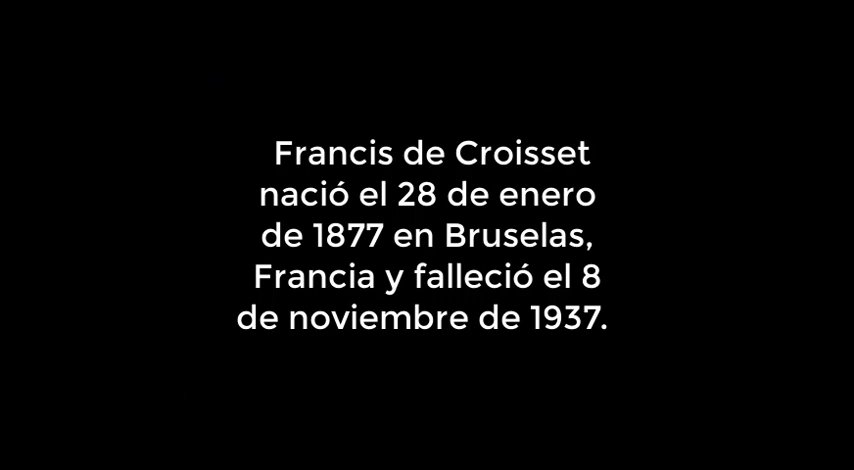 Francis de Croisset
nació el 28 de enero
de 1877 en Bruselas,
Francia y falleció el 8
de noviembre de 1937.